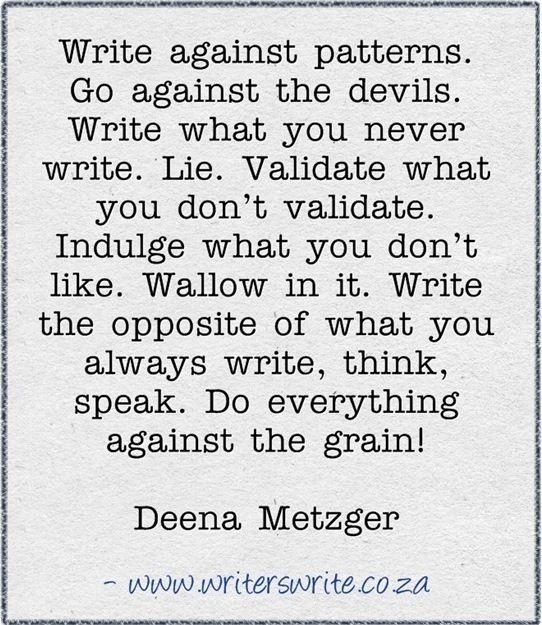 Write against patterns.
Go against the devils.
Write what you never
write. Lie. Validate what
you don't validate.
Indulge what you don't
like. Wallow in it. Write
the opposite of what you
always write, think,
speak. Do everything
against the grain!
Deena Metzger
- www.writerswrite.co.za